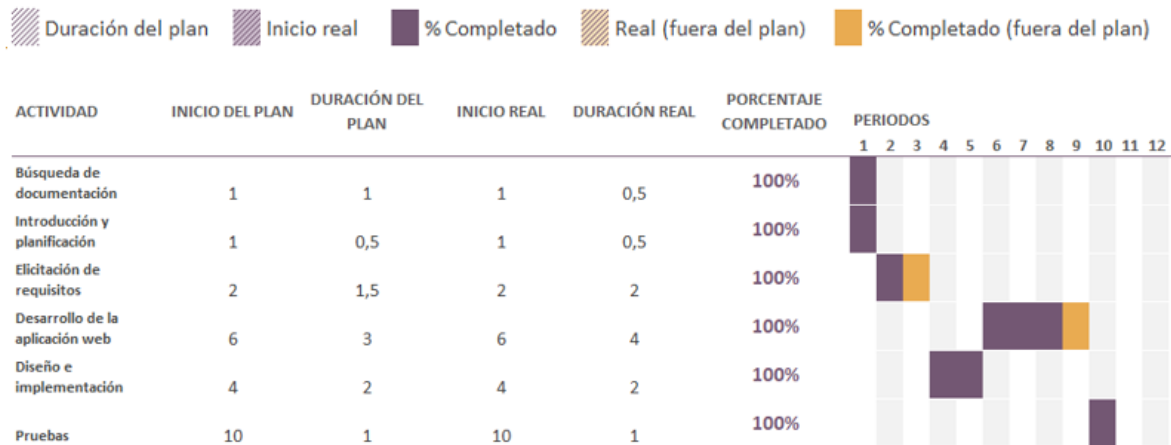 Duración del plan Inicio real % Completado Real (fuera del plan) % Completado (fuera del plan)
ACTIVIDAD INICIO DEL PLAN DURACIÓN DEL PLAN INICIO REAL DURACIÓN REAL PORCENTAJE COMPLETADO PERIODOS
1 2 3 4 5 6 7 8 9 10 11 12
Búsqueda de
documentación 1 1 1 0,5 100%
Introducción y
planificación 1 0,5 1 0,5 100%
Elicitación de
requisitos 2 1,5 2 2 100%
Desarrollo de la
aplicación web 6 3 6 4 100%
Diseño e
implementación 4 2 4 2 100%
Pruebas 10 1 10 1 100%